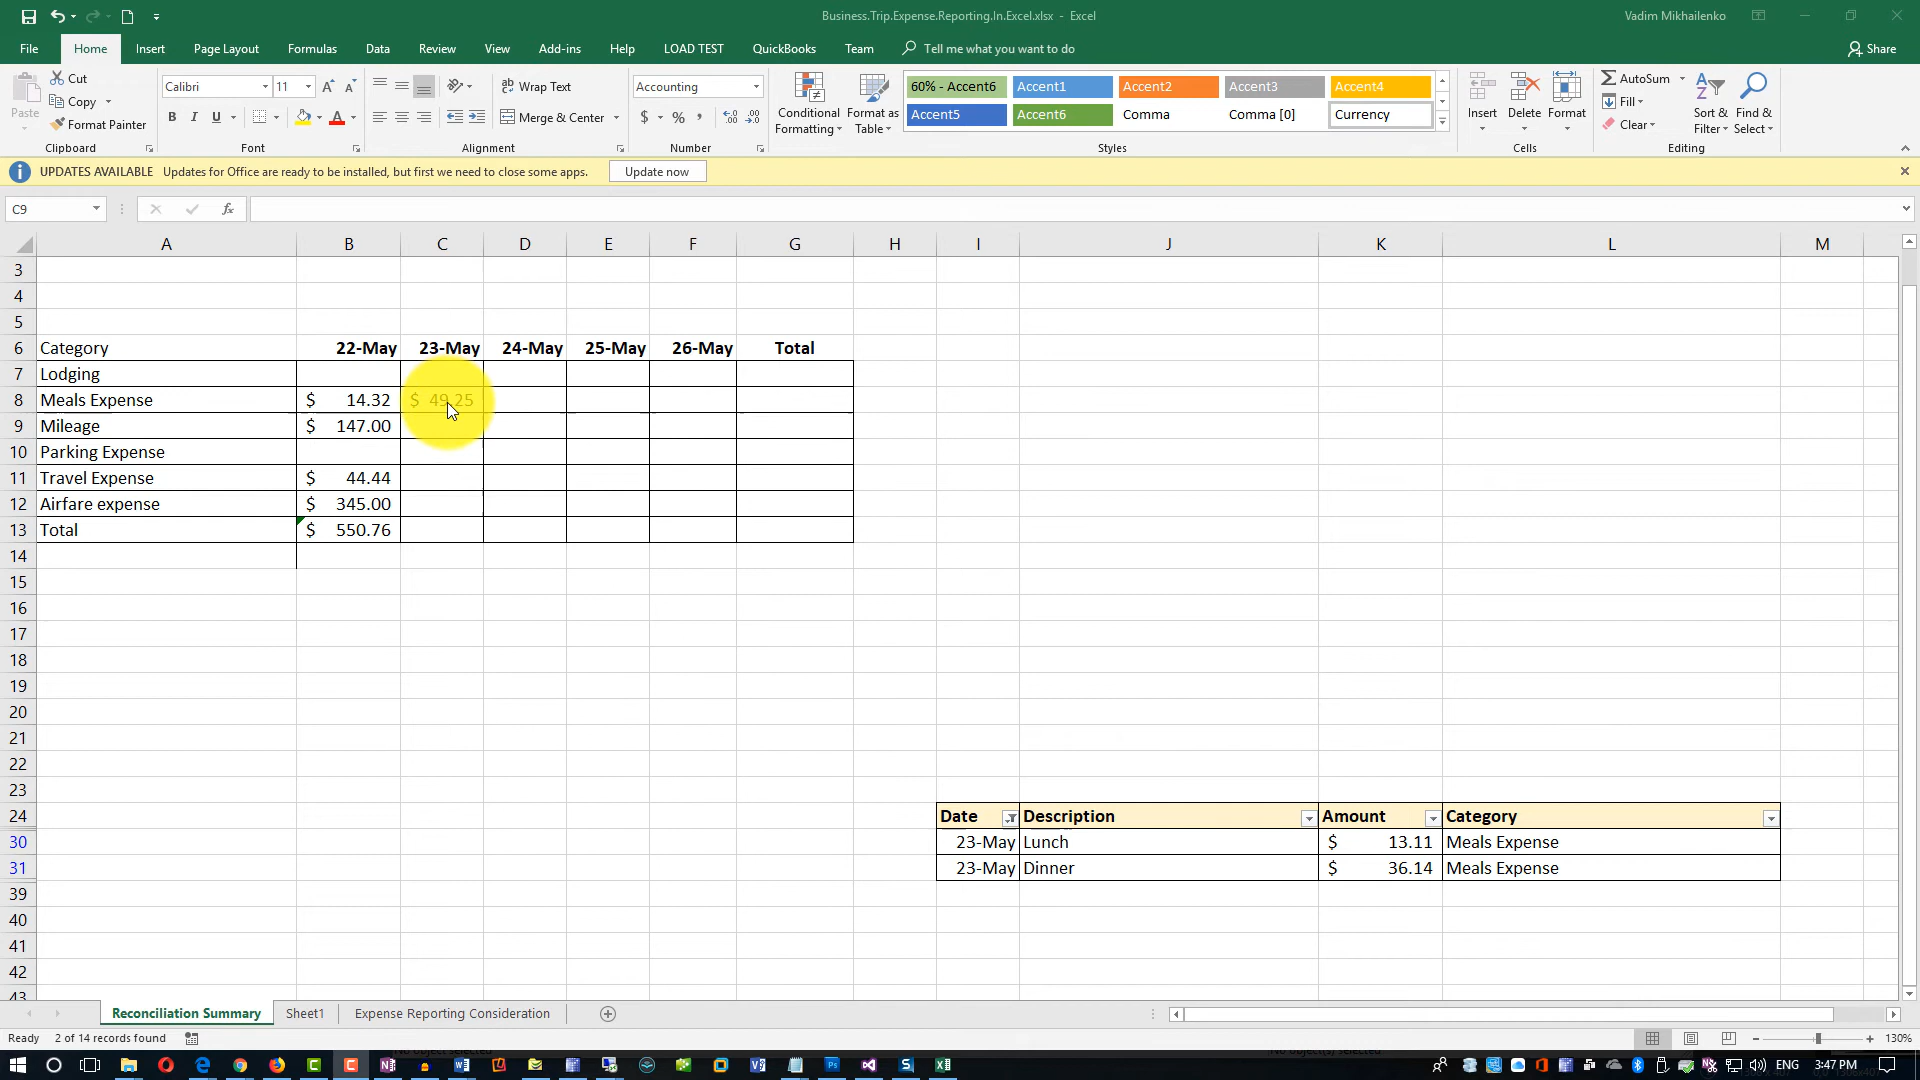 Business.Trip.Expense.Reporting.In.Excel.xlsx - Excel
Vadim Mikhailenko
File Home Insert Page Layout Formulas Data Review View Add-ins Help LOAD TEST QuickBooks Team Tell me what you want to do Share
Paste
Cut
Copy
Format Painter
Clipboard
Calibri 11
B I U
Font
Wrap Text
Merge & Center
Alignment
Accounting
$ % ,
Number
Conditional Formatting
Format as Table
60% - Accent6 Accent1 Accent2 Accent3 Accent4
Accent5 Accent6 Comma Comma [0] Currency
Styles
Insert Delete Format
Cells
AutoSum
Fill
Clear
Sort & Filter
Find & Select
Editing
UPDATES AVAILABLE Updates for Office are ready to be installed, but first we need to close some apps. Update now
C9 fx
A B C D E F G H I J K L M
3
4
5
6 Category 22-May 23-May 24-May 25-May 26-May Total
7 Lodging
8 Meals Expense $ 14.32 $ 49.25
9 Mileage $ 147.00
10 Parking Expense
11 Travel Expense $ 44.44
12 Airfare expense $ 345.00
13 Total $ 550.76
14
15
16
17
18
19
20
21
22
23
24 Date Description Amount Category
30 23-May Lunch $ 13.11 Meals Expense
31 23-May Dinner $ 36.14 Meals Expense
39
40
41
42
43
Reconciliation Summary Sheet1 Expense Reporting Consideration
Ready 2 of 14 records found 130%
ENG 3:47 PM